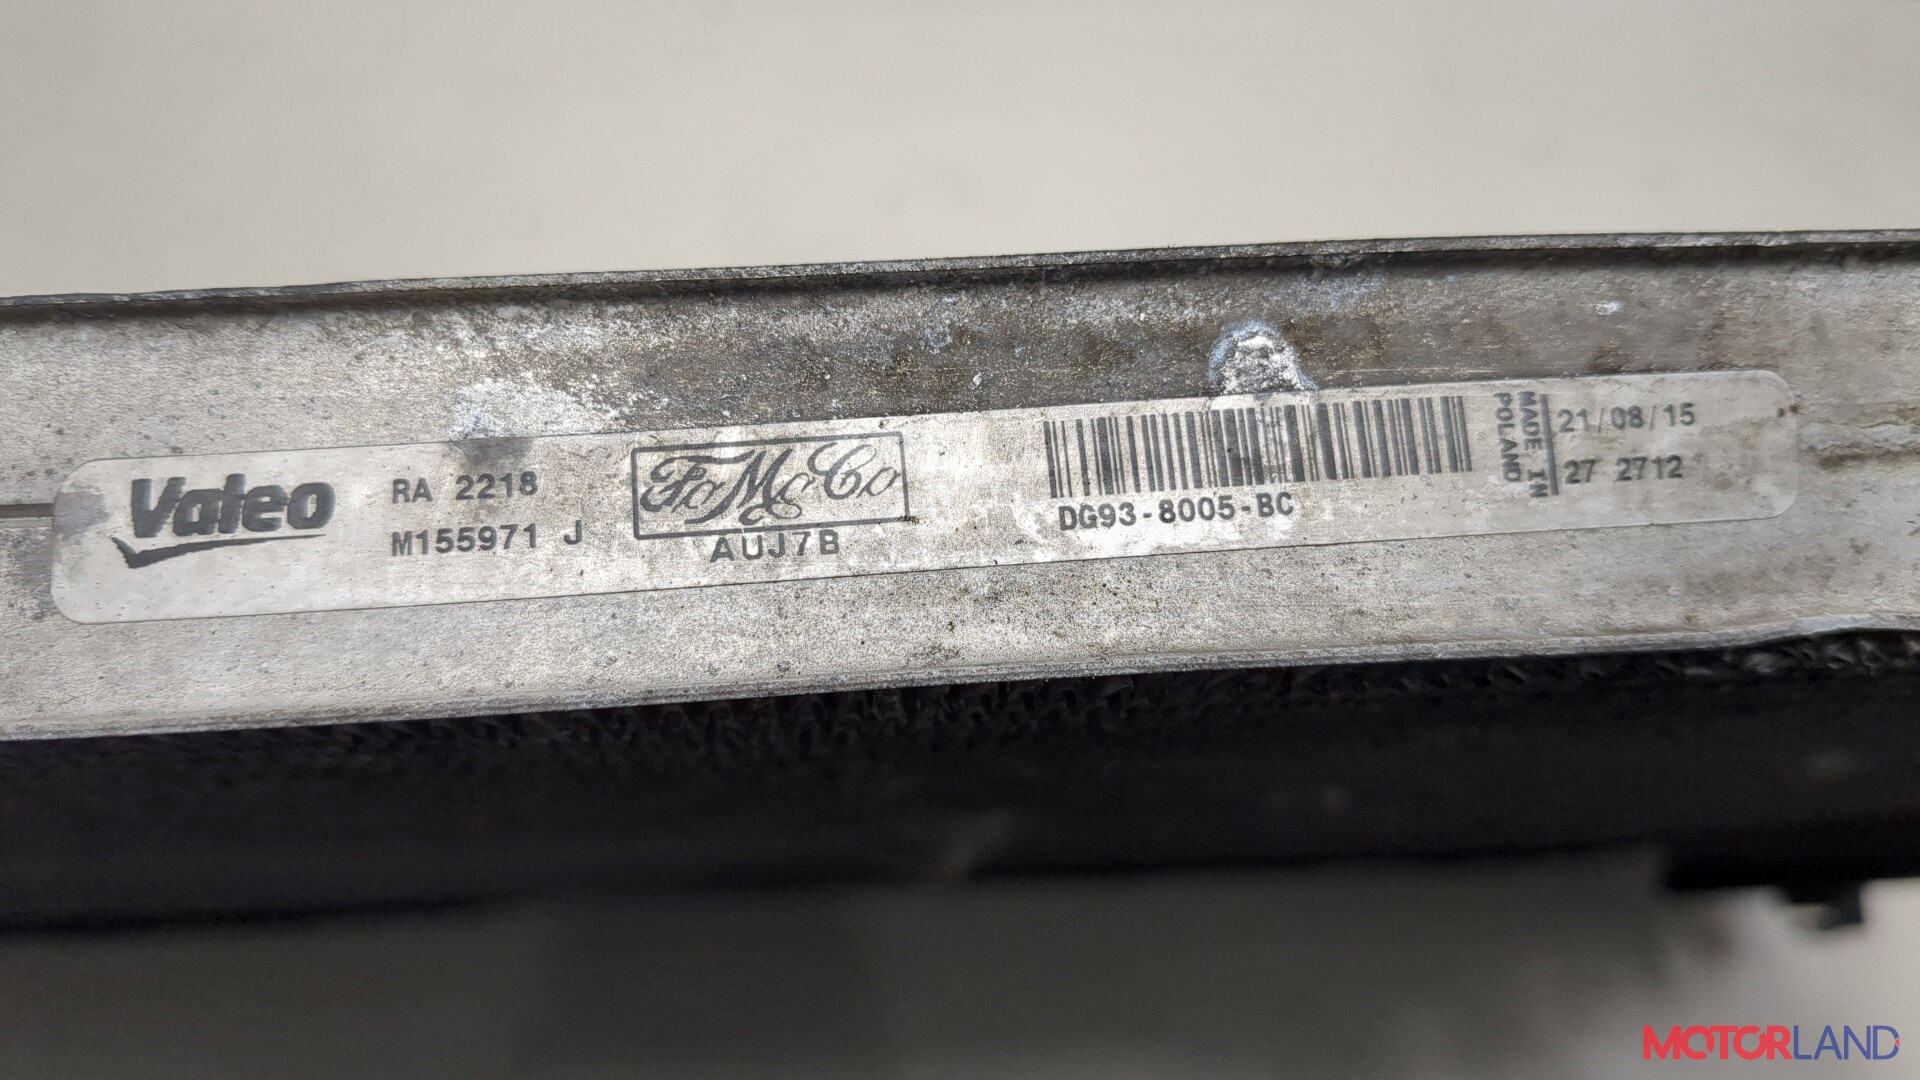 Valeo
RA 2218
M155971 J
FoMoCo
AUJ7B
DG93-8005-BC
MADE IN
POLAND
21/08/15
27 2712
MOTORLAND